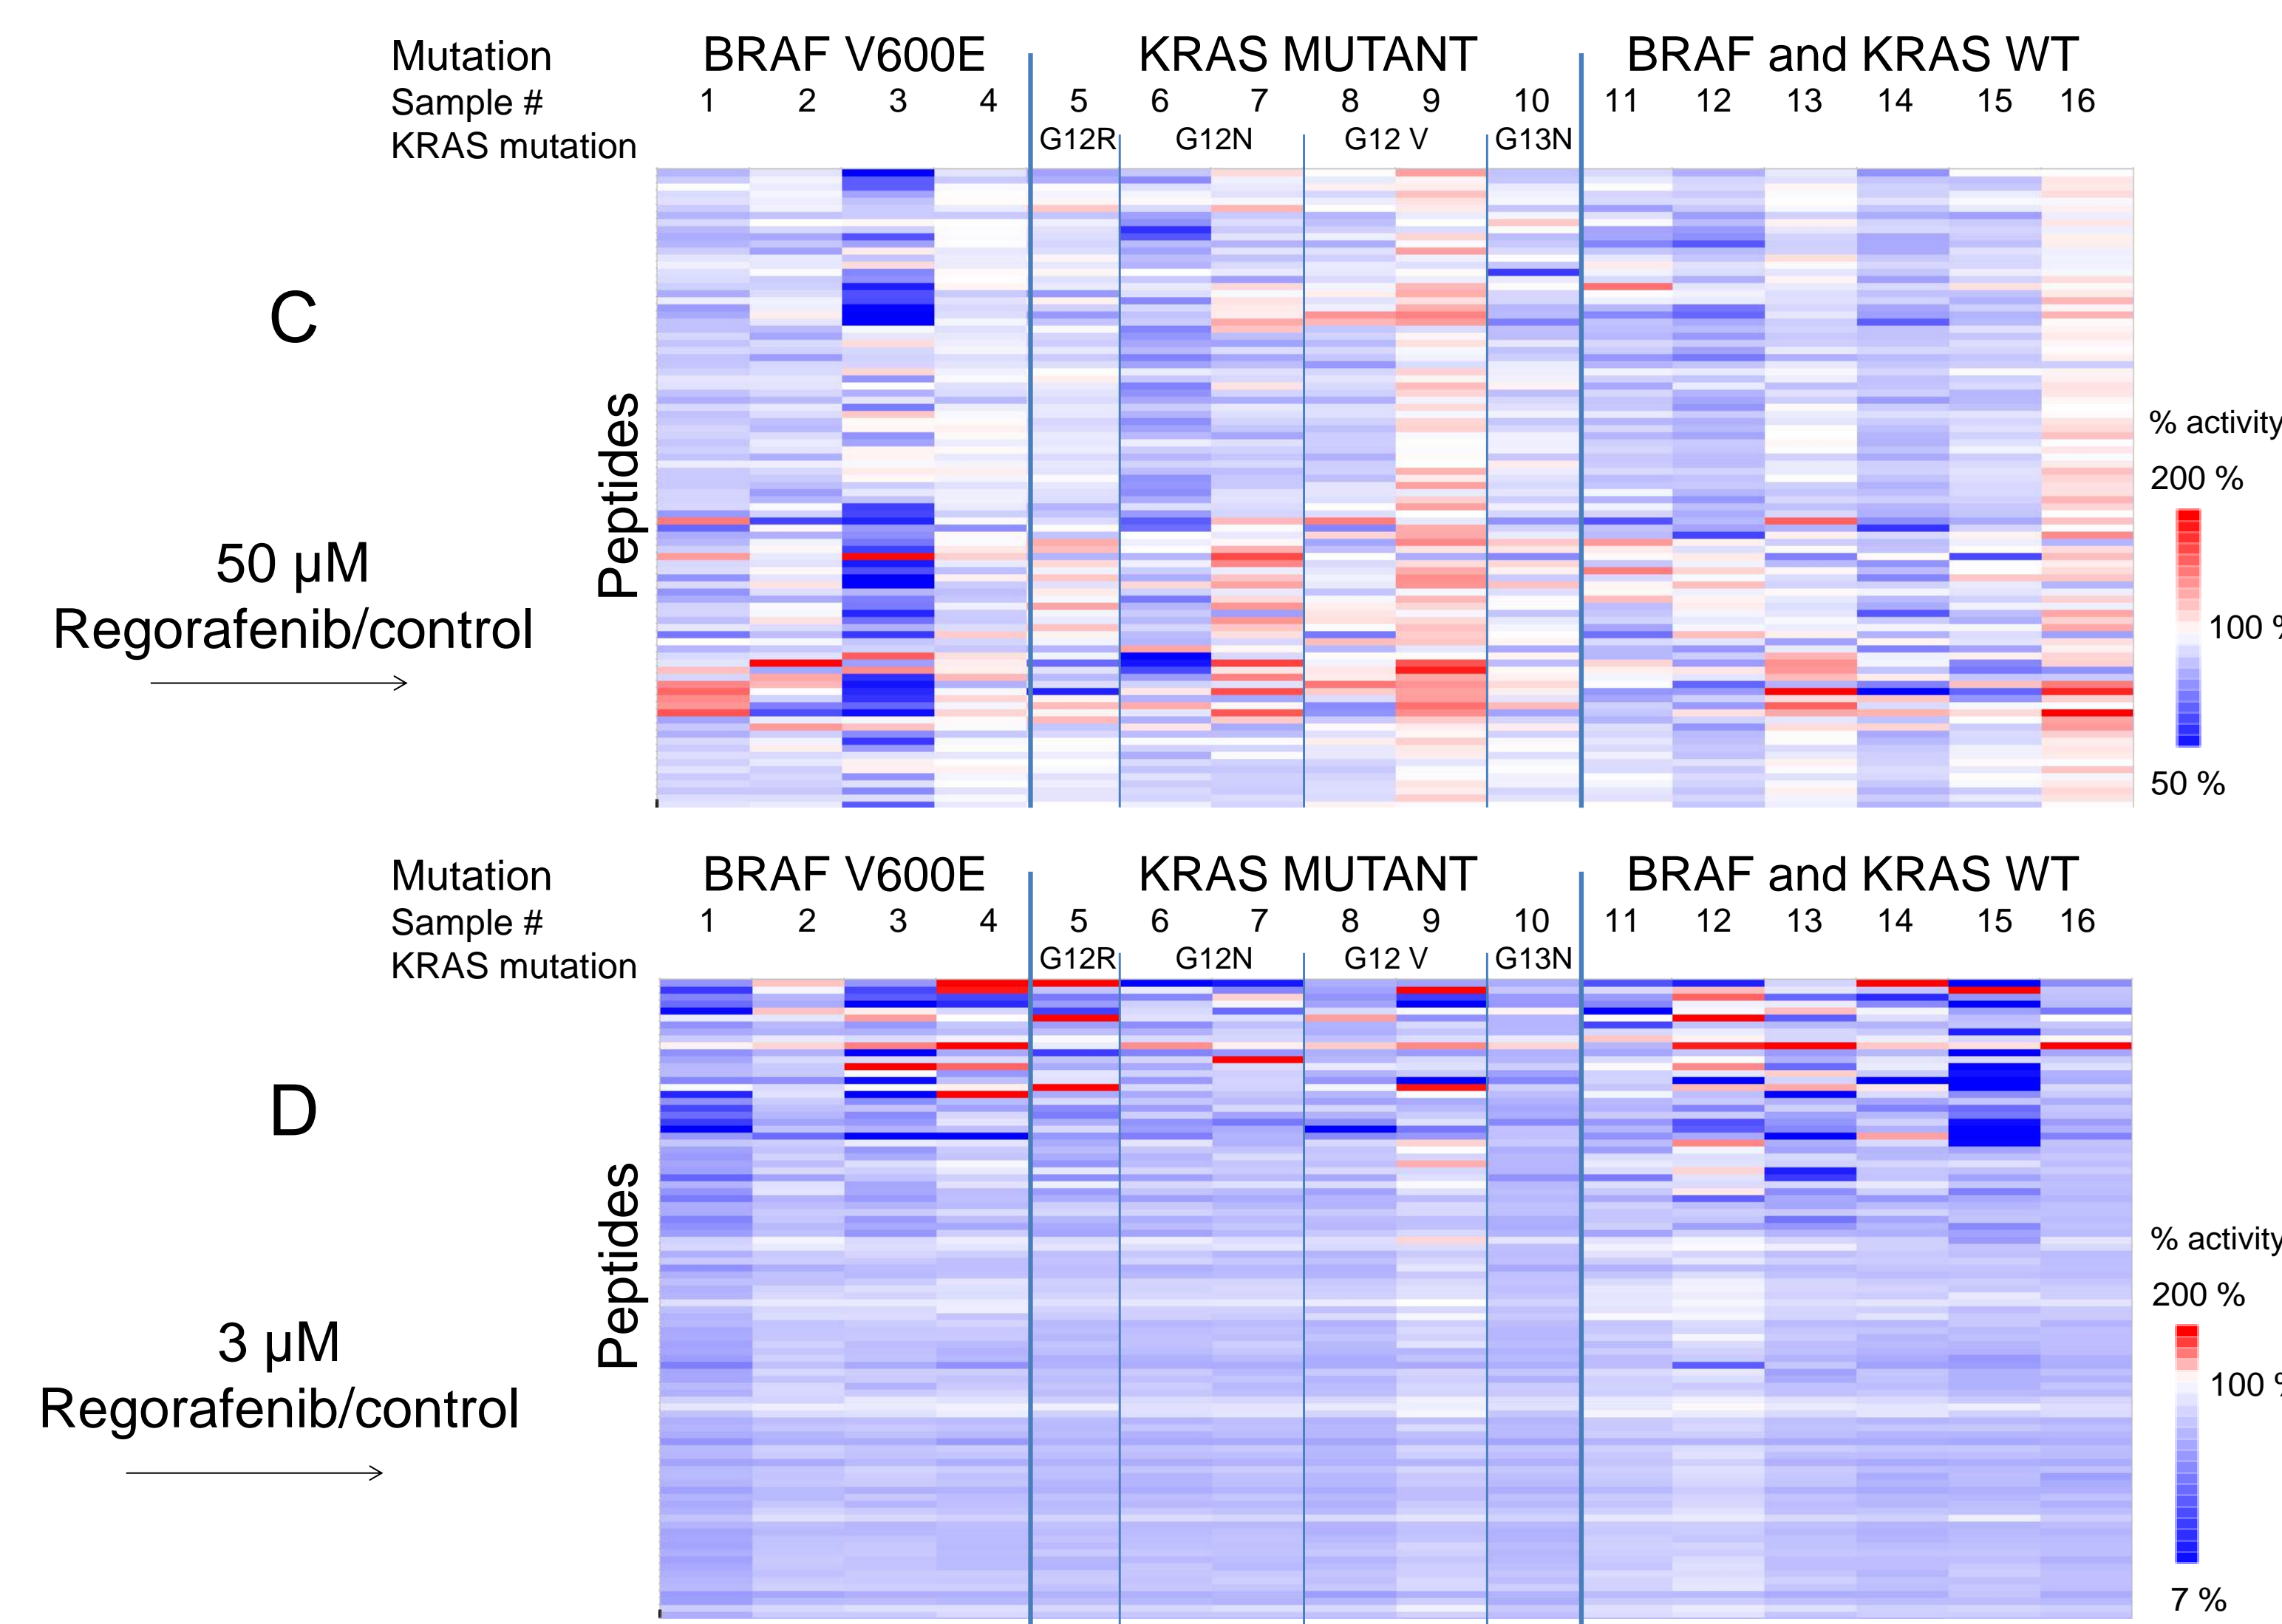 Mutation BRAF V600E KRAS MUTANT BRAF and KRAS WT
Sample # 1 2 3 4 5 6 7 8 9 10 11 12 13 14 15 16
KRAS mutation G12R G12N G12 V G13N
C
Peptides
50 µM
Regorafenib/control
% activity
200 %
100 %
50 %
Mutation BRAF V600E KRAS MUTANT BRAF and KRAS WT
Sample # 1 2 3 4 5 6 7 8 9 10 11 12 13 14 15 16
KRAS mutation G12R G12N G12 V G13N
D
Peptides
3 µM
Regorafenib/control
% activity
200 %
100 %
7 %